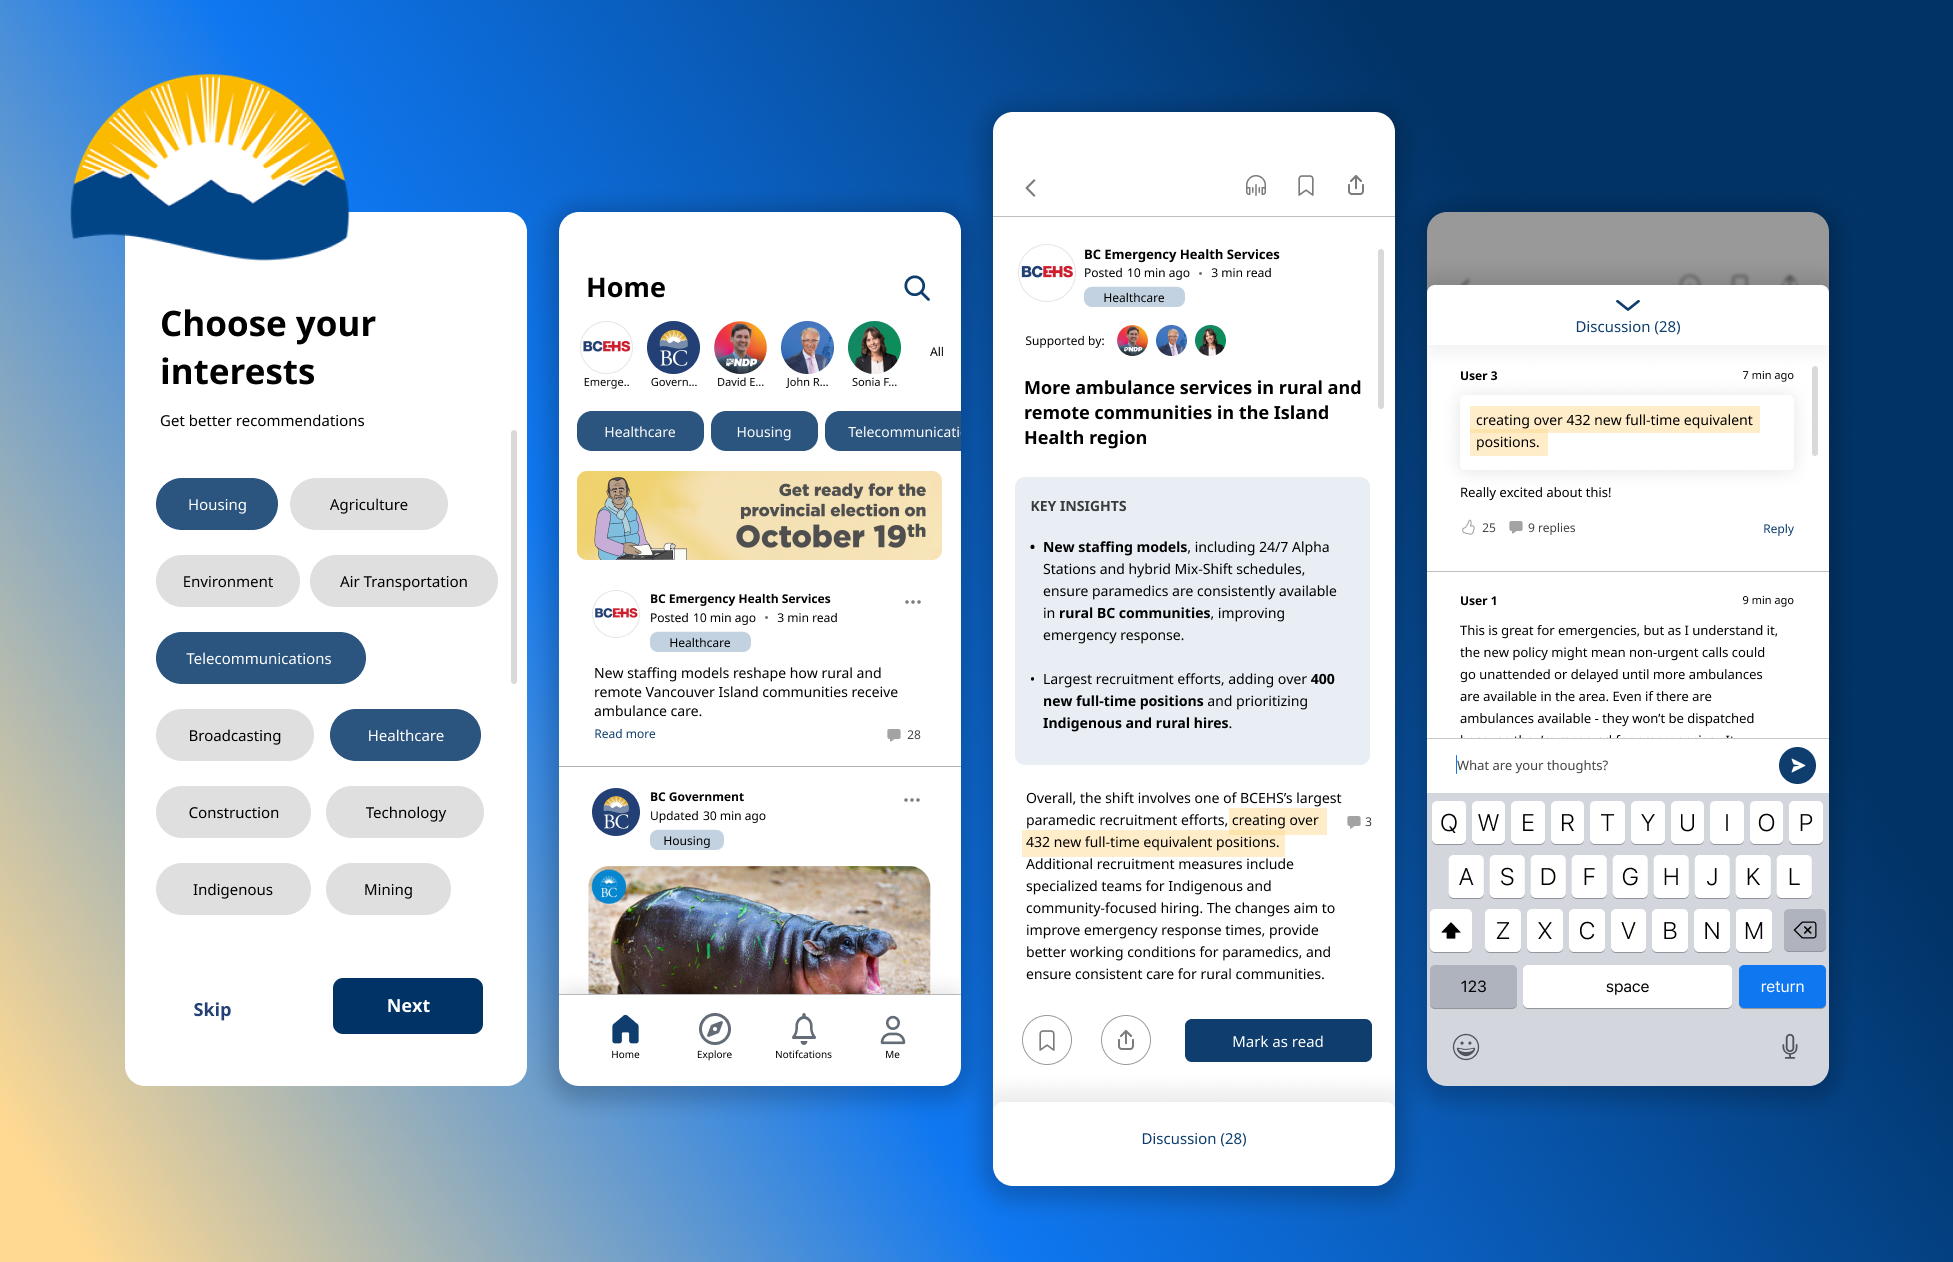 Choose your
interests
Get better recommendations
Housing
Agriculture
Environment
Air Transportation
Telecommunications
Broadcasting
Healthcare
Construction
Technology
Indigenous
Mining
Skip
Next
Home
BCEHS
BC
NDP
Emerge..
Govern...
David E...
John R...
Sonia F...
All
Healthcare
Housing
Telecommunicati
Get ready for the
provincial election on
October 19th
BCEHS
BC Emergency Health Services
Posted 10 min ago • 3 min read
Healthcare
New staffing models reshape how rural and
remote Vancouver Island communities receive
ambulance care.
Read more
28
BC
BC Government
Updated 30 min ago
Housing
BC
Home
Explore
Notifcations
Me
BCEHS
BC Emergency Health Services
Posted 10 min ago • 3 min read
Healthcare
Supported by:
NDP
More ambulance services in rural and
remote communities in the Island
Health region
KEY INSIGHTS
• New staffing models, including 24/7 Alpha
Stations and hybrid Mix-Shift schedules,
ensure paramedics are consistently available
in rural BC communities, improving
emergency response.
• Largest recruitment efforts, adding over 400
new full-time positions and prioritizing
Indigenous and rural hires.
Overall, the shift involves one of BCEHS’s largest
paramedic recruitment efforts, creating over
3
432 new full-time equivalent positions.
Additional recruitment measures include
specialized teams for Indigenous and
community-focused hiring. The changes aim to
improve emergency response times, provide
better working conditions for paramedics, and
ensure consistent care for rural communities.
Mark as read
Discussion (28)
Discussion (28)
User 3
7 min ago
creating over 432 new full-time equivalent
positions.
Really excited about this!
25
9 replies
Reply
User 1
9 min ago
This is great for emergencies, but as I understand it,
the new policy might mean non-urgent calls could
go unattended or delayed until more ambulances
are available in the area. Even if there are
ambulances available - they won’t be dispatched
What are your thoughts?
Q W E R T Y U I O P
A S D F G H J K L
Z X C V B N M
123
space
return